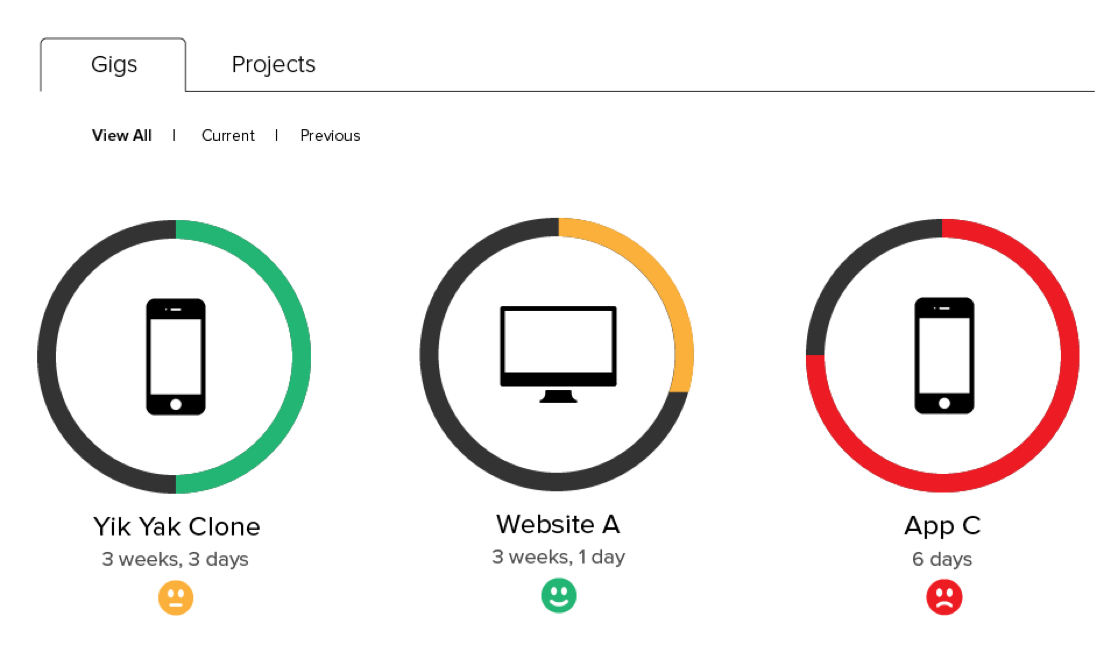 Gigs Projects
View All | Current | Previous
Yik Yak Clone
3 weeks, 3 days
Website A
3 weeks, 1 day
App C
6 days